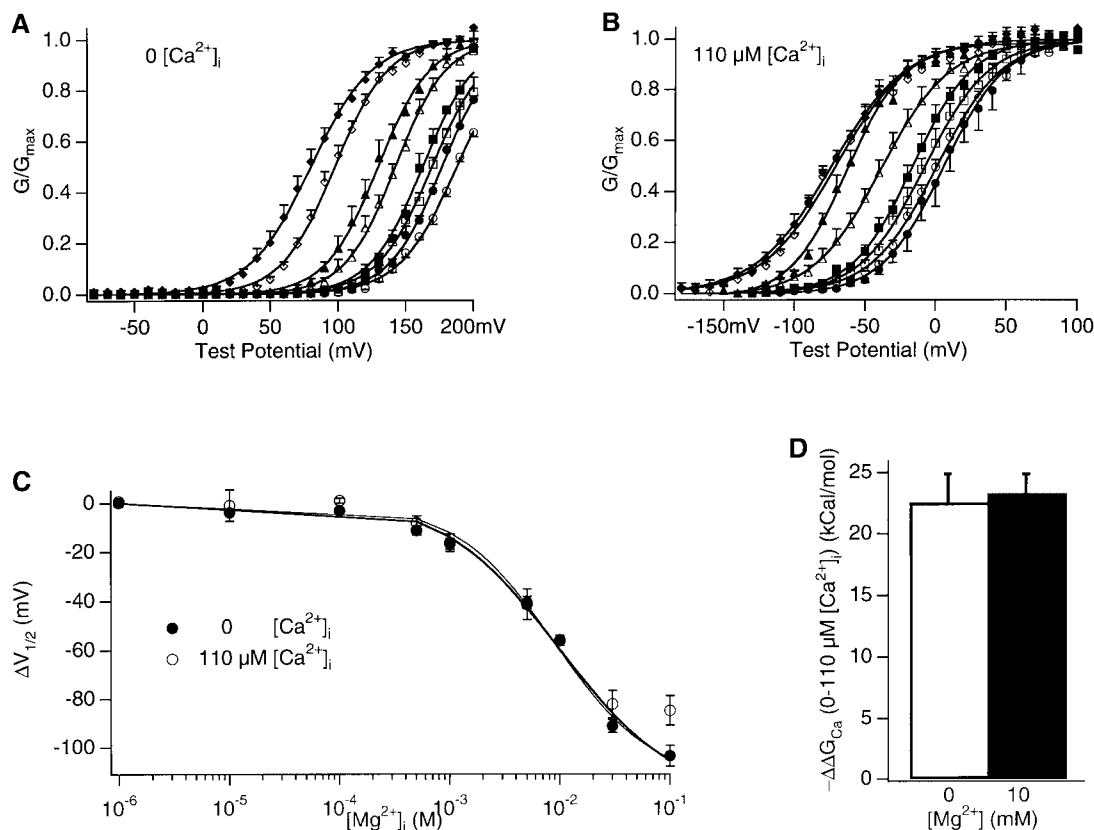 A
0 [Ca²⁺]ᵢ
G/Gₘₐₓ
1.0
0.8
0.6
0.4
0.2
0.0
-50 0 50 100 150 200mV
Test Potential (mV)
B
110 µM [Ca²⁺]ᵢ
G/Gₘₐₓ
1.0
0.8
0.6
0.4
0.2
0.0
-150mV -100 -50 0 50 100
Test Potential (mV)
C
ΔV₁/₂ (mV)
0
-20
-40
-60
-80
-100
0 [Ca²⁺]ᵢ
110 µM [Ca²⁺]ᵢ
10⁻⁶ 10⁻⁵ 10⁻⁴ 10⁻³ 10⁻² 10⁻¹
[Mg²⁺]ᵢ (M)
D
−ΔΔG_Ca (0-110 µM [Ca²⁺]ᵢ) (kCal/mol)
25
20
15
10
5
0
0 10
[Mg²⁺] (mM)